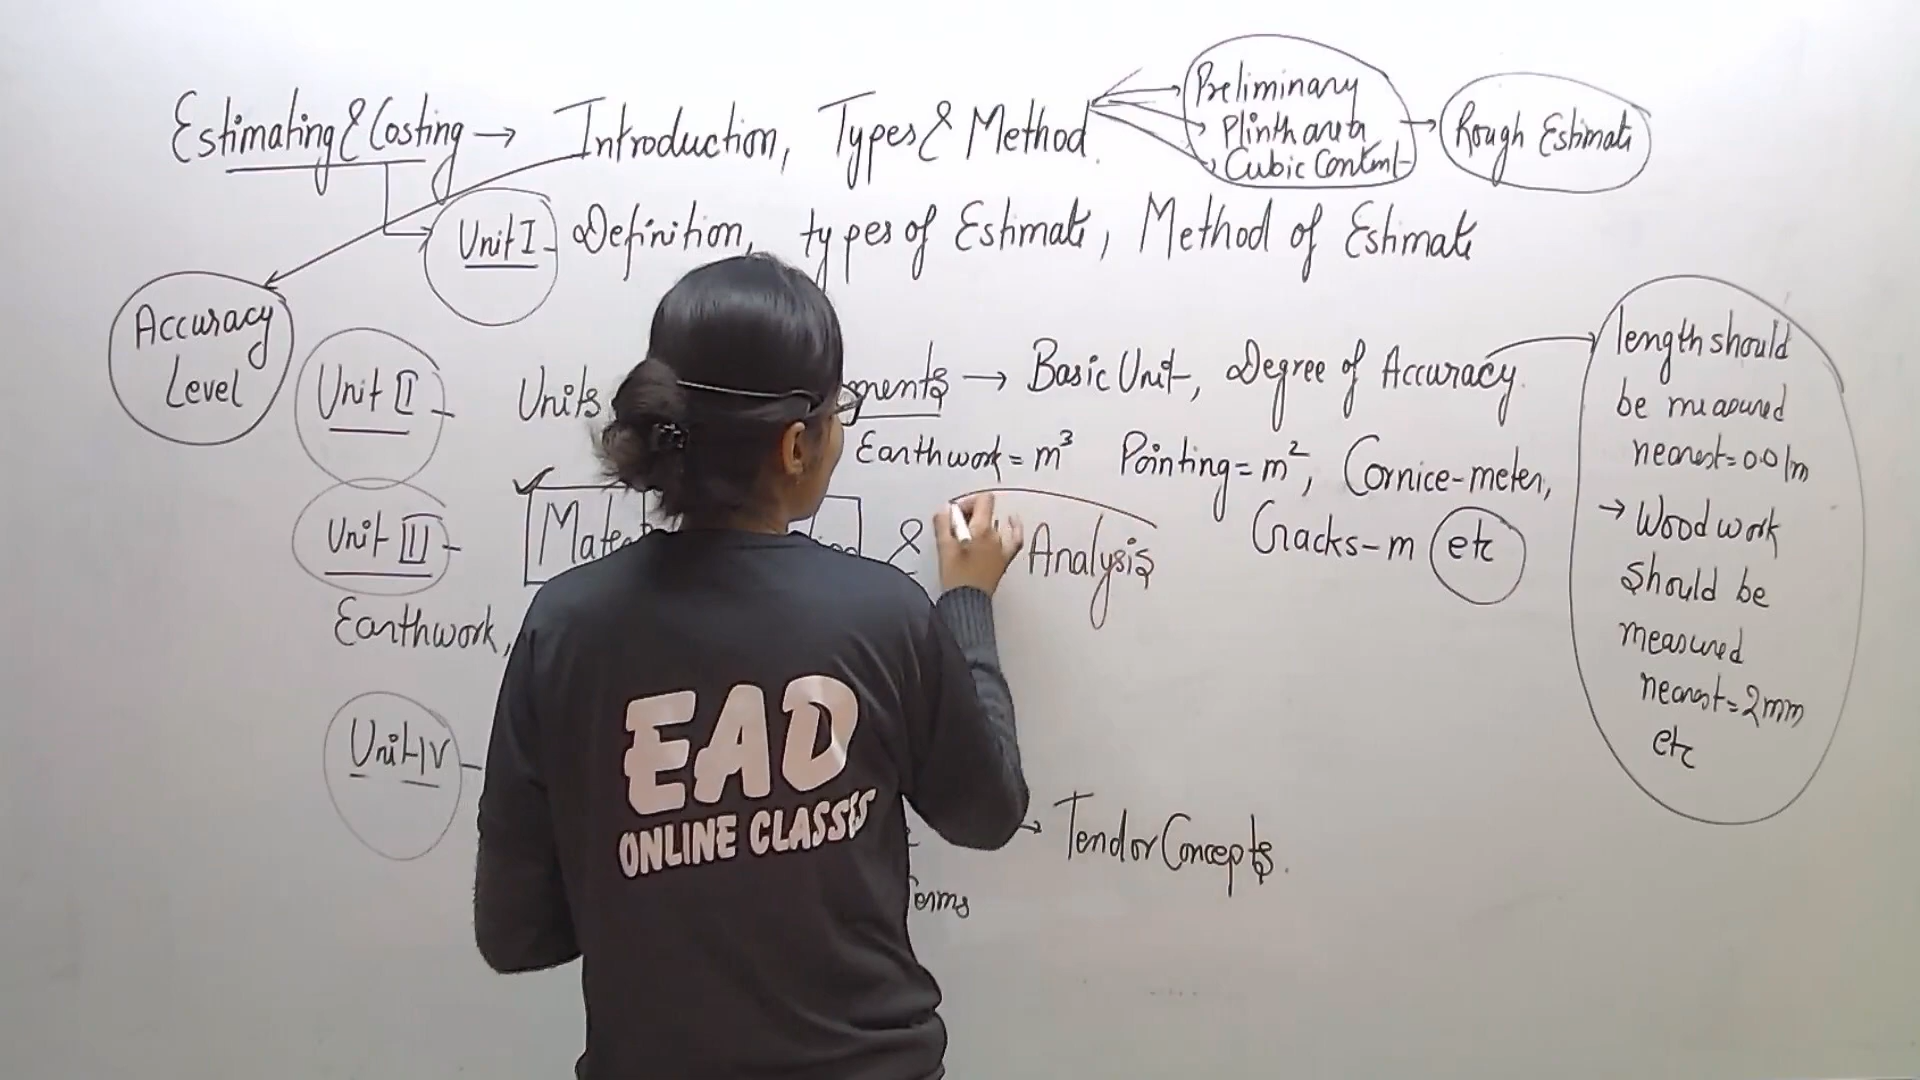 Estimating & Costing → Introduction, Types & Method.
Preliminary
Plinth area
Cubic Content
Rough Estimate
Unit I - Definition, types of Estimate, Method of Estimate
Accuracy
Level
Unit II - Units → Basic Unit, Degree of Accuracy.
Earthwork = m³ Pointing = m², Cornice-meter,
Cracks-m etc
length should
be measured
nearest = 0.01m
→ Wood work
should be
measured
nearest = 2mm
etc
Unit III - & Analysis
Earthwork,
Unit-IV -
→ Tendor Concepts.
Terms
EAD
ONLINE CLASSES